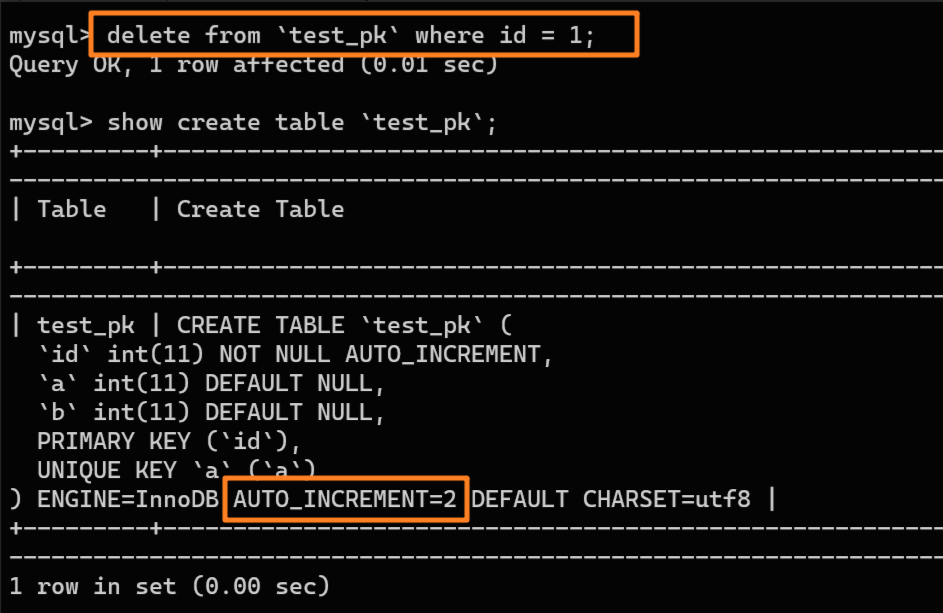 mysql> delete from `test_pk` where id = 1;
Query OK, 1 row affected (0.01 sec)
mysql> show create table `test_pk`;
+---------+--------------------------------------------------------
-------------------------------------------------------------------
| Table   | Create Table
+---------+--------------------------------------------------------
-------------------------------------------------------------------
| test_pk | CREATE TABLE `test_pk` (
  `id` int(11) NOT NULL AUTO_INCREMENT,
  `a` int(11) DEFAULT NULL,
  `b` int(11) DEFAULT NULL,
  PRIMARY KEY (`id`),
  UNIQUE KEY `a` (`a`)
) ENGINE=InnoDB AUTO_INCREMENT=2 DEFAULT CHARSET=utf8 |
+---------+--------------------------------------------------------
-------------------------------------------------------------------
1 row in set (0.00 sec)